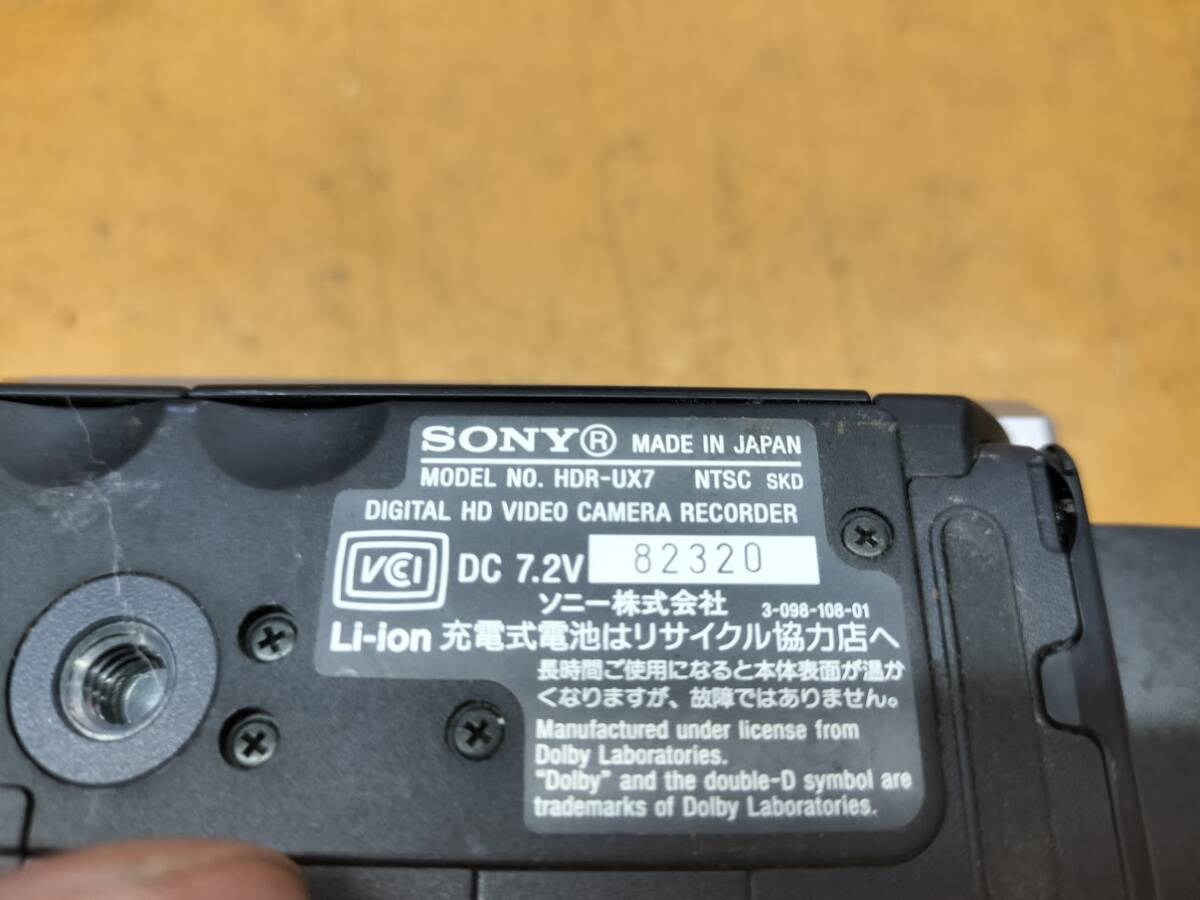 SONY® MADE IN JAPAN
MODEL NO. HDR-UX7 NTSC SKD
DIGITAL HD VIDEO CAMERA RECORDER
VCCI DC 7.2V 82320
ソニー株式会社 3-098-108-01
Li-ion 充電式電池はリサイクル協力店へ
長時間ご使用になると本体表面が温か
くなりますが、故障ではありません。
Manufactured under license from
Dolby Laboratories.
"Dolby" and the double-D symbol are
trademarks of Dolby Laboratories.